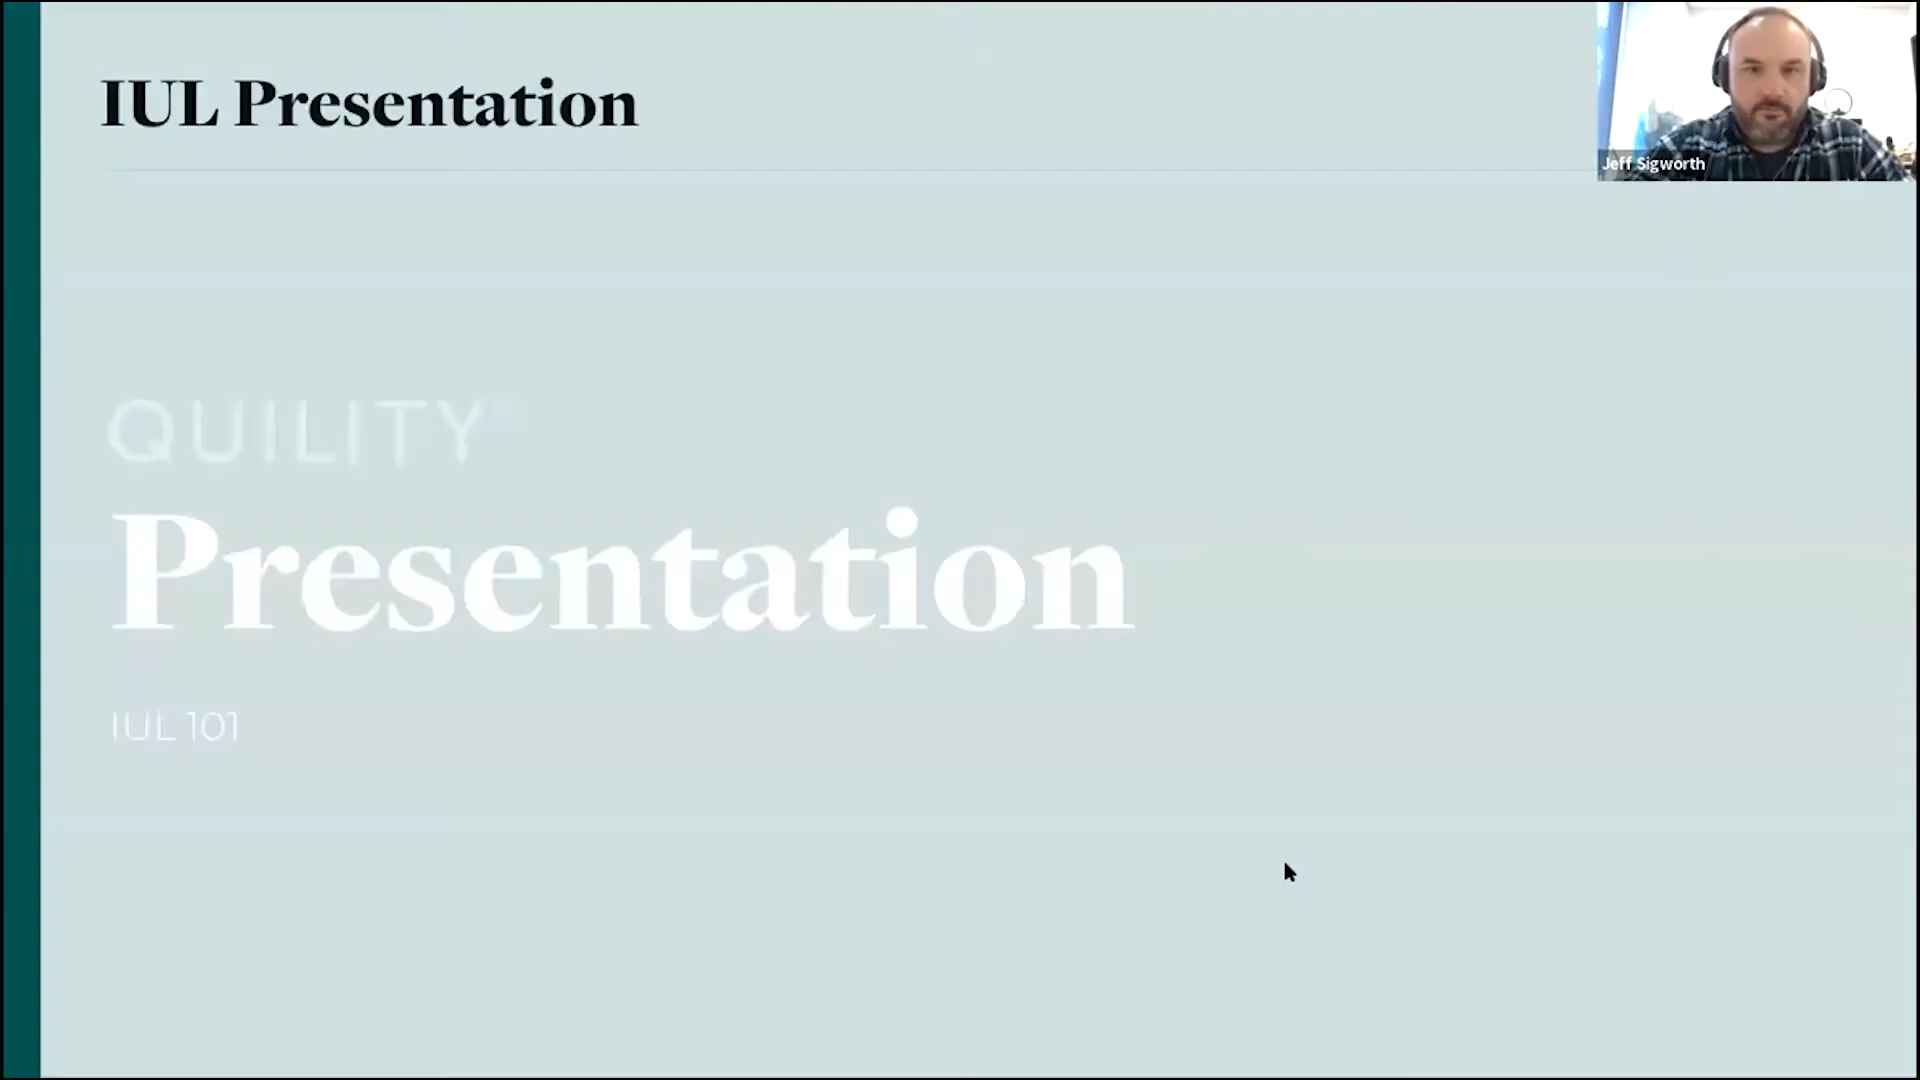 IUL Presentation
Jeff Sigworth
QUILITY
Presentation
IUL 101